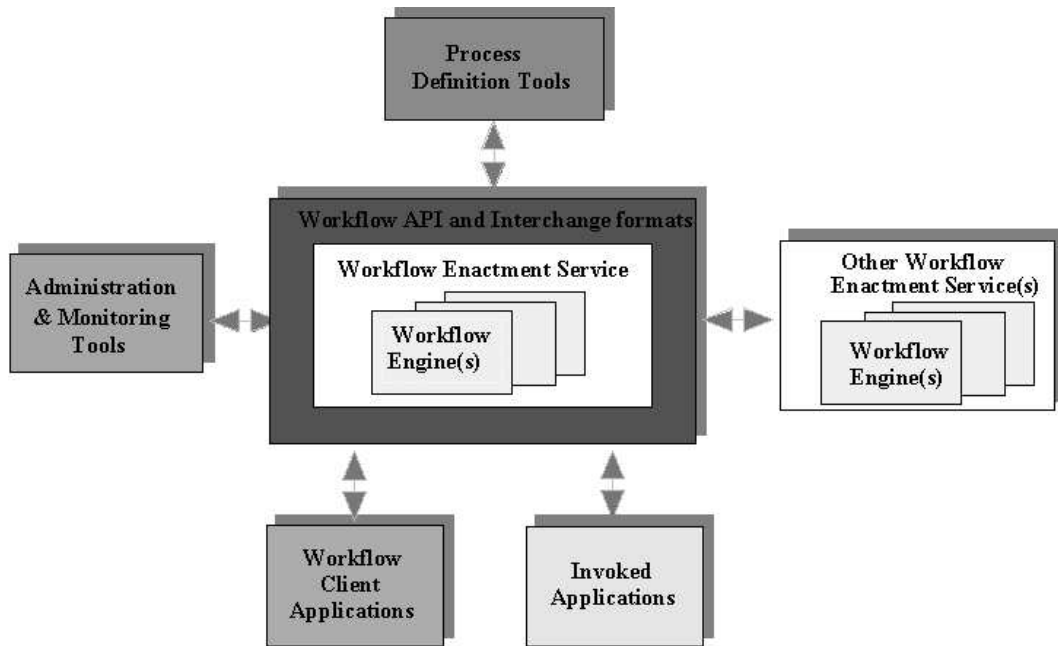 Process
Definition Tools
Workflow API and Interchange formats
Workflow Enactment Service
Workflow
Engine(s)
Administration
& Monitoring
Tools
Other Workflow
Enactment Service(s)
Workflow
Engine(s)
Workflow
Client
Applications
Invoked
Applications